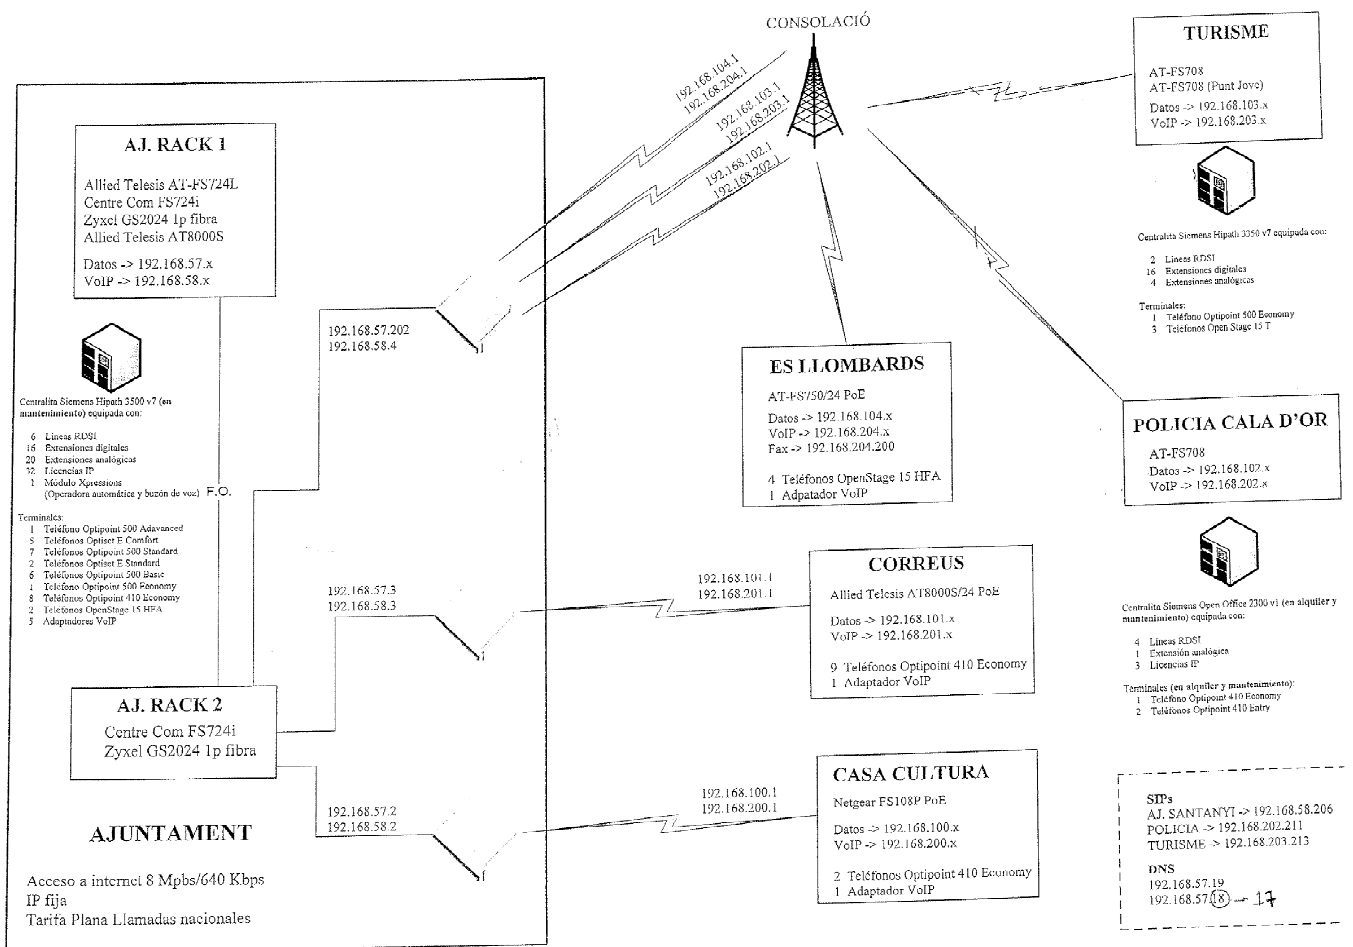 CONSOLACIÓ
192.168.104.1
192.168.204.1
192.168.103.1
192.168.203.1
192.168.102.1
192.168.202.1
TURISME
AT-FS708
AT-FS708 (Punt Jove)
Datos -> 192.168.103.x
VoIP -> 192.168.203.x
Centralita Siemens Hipath 3350 v7 equipada con:
2 Lineas RDSI
16 Extensiones digitales
4 Extensiones analógicas
Terminales:
1 Teléfono Optipoint 500 Economy
3 Telefonos Open Stage 15 T
AJ. RACK 1
Allied Telesis AT-FS724L
Centre Com FS724i
Zyxel GS2024 1p fibra
Allied Telesis AT8000S
Datos -> 192.168.57.x
VoIP -> 192.168.58.x
192.168.57.202
192.168.58.4
Centralita Siemens Hipath 3500 v7 (en
mantenimiento) equipada con:
6 Lineas RDSI
16 Extensiones digitales
20 Extensiones analógicas
32 Licencias IP
1 Módulo Xpressions
(Operadora automática y buzón de voz)
F.O.
Terminales:
1 Teléfono Optipoint 500 Adavanced
5 Teléfonos Optiset E Comfort
7 Teléfonos Optipoint 500 Standard
2 Teléfonos Optiset E Standard
6 Teléfonos Optipoint 500 Basic
1 Teléfono Optipoint 500 Economy
8 Teléfonos Optipoint 410 Economy
2 Teléfonos OpenStage 15 HFA
5 Adaptadores VoIP
ES LLOMBARDS
AT-FS750/24 PoE
Datos -> 192.168.104.x
VoIP -> 192.168.204.x
Fax -> 192.168.204.200
4 Teléfonos OpenStage 15 HFA
1 Adpatador VoIP
POLICIA CALA D'OR
AT-FS708
Datos -> 192.168.102.x
VoIP -> 192.168.202.x
Centralita Siemens Open Office 2300 v1 (en alquiler y
mantenimiento) equipada con:
4 Lineas RDSI
1 Extensión analógica
3 Licencias IP
Terminales (en alquiler y mantenimiento):
1 Teléfono Optipoint 410 Economy
2 Teléfonos Optipoint 410 Entry
192.168.57.3
192.168.58.3
192.168.101.1
192.168.201.1
CORREUS
Allied Telesis AT8000S/24 PoE
Datos -> 192.168.101.x
VoIP -> 192.168.201.x
9 Teléfonos Optipoint 410 Economy
1 Adaptador VoIP
AJ. RACK 2
Centre Com FS724i
Zyxel GS2024 1p fibra
192.168.57.2
192.168.58.2
192.168.100.1
192.168.200.1
CASA CULTURA
Netgear FS108P PoE
Datos -> 192.168.100.x
VoIP -> 192.168.200.x
2 Teléfonos Optipoint 410 Economy
1 Adaptador VoIP
AJUNTAMENT
Acceso a internet 8 Mpbs/640 Kbps
IP fija
Tarifa Plana Llamadas nacionales
SIPs
AJ. SANTANYI -> 192.168.58.206
POLICIA -> 192.168.202.211
TURISME -> 192.168.203.213
DNS
192.168.57.19
192.168.57.18 - 17